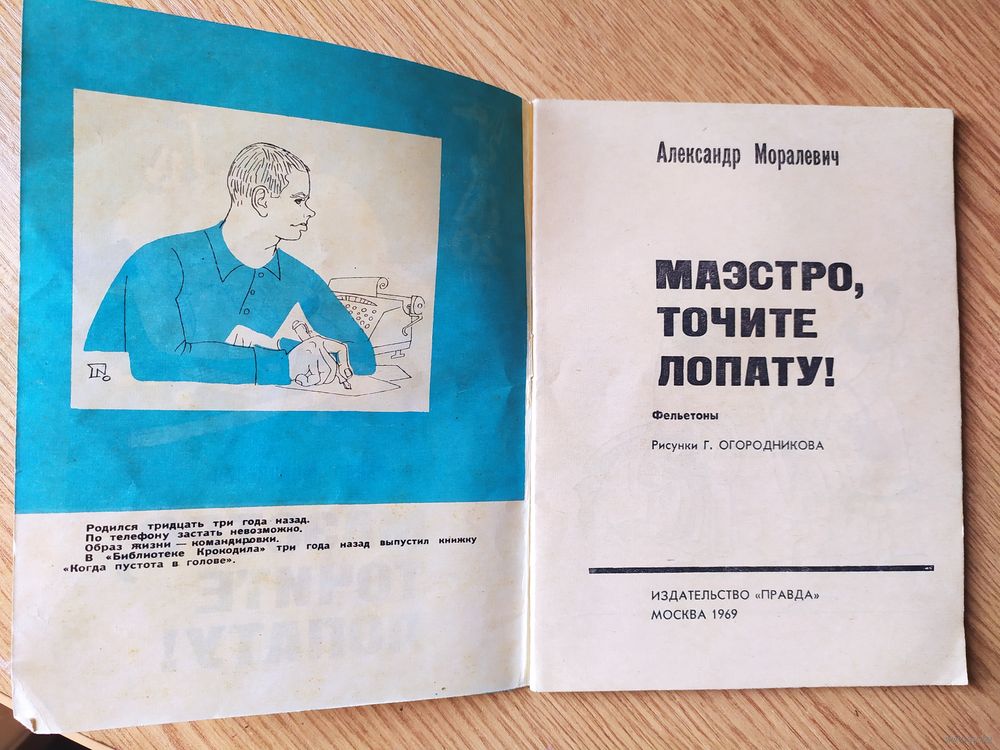 Родился тридцать три года назад.
По телефону застать невозможно.
Образ жизни — командировки.
В «Библиотеке Крокодила» три года назад выпустил книжку
«Когда пустота в голове».
Александр Моралевич
МАЭСТРО,
ТОЧИТЕ
ЛОПАТУ!
Фельетоны
Рисунки Г. ОГОРОДНИКОВА
ИЗДАТЕЛЬСТВО «ПРАВДА»
МОСКВА 1969